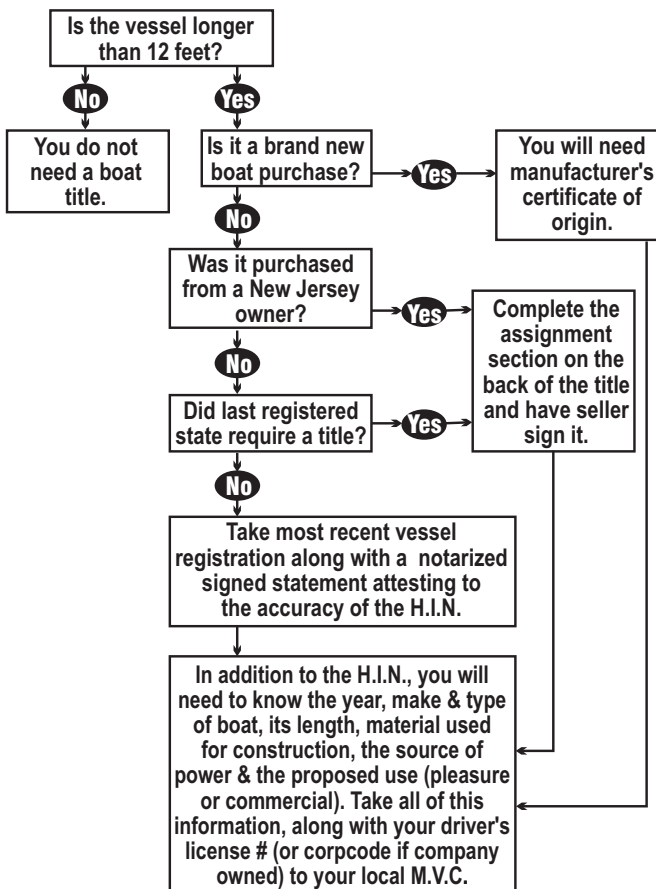 Is the vessel longer
than 12 feet?
No
Yes
You do not
need a boat
title.
Is it a brand new
boat purchase?
Yes
You will need
manufacturer's
certificate of
origin.
No
Was it purchased
from a New Jersey
owner?
Yes
Complete the
assignment
section on the
back of the title
and have seller
sign it.
No
Did last registered
state require a title?
Yes
No
Take most recent vessel
registration along with a notarized
signed statement attesting to
the accuracy of the H.I.N.
In addition to the H.I.N., you will
need to know the year, make & type
of boat, its length, material used
for construction, the source of
power & the proposed use (pleasure
or commercial). Take all of this
information, along with your driver's
license # (or corpcode if company
owned) to your local M.V.C.